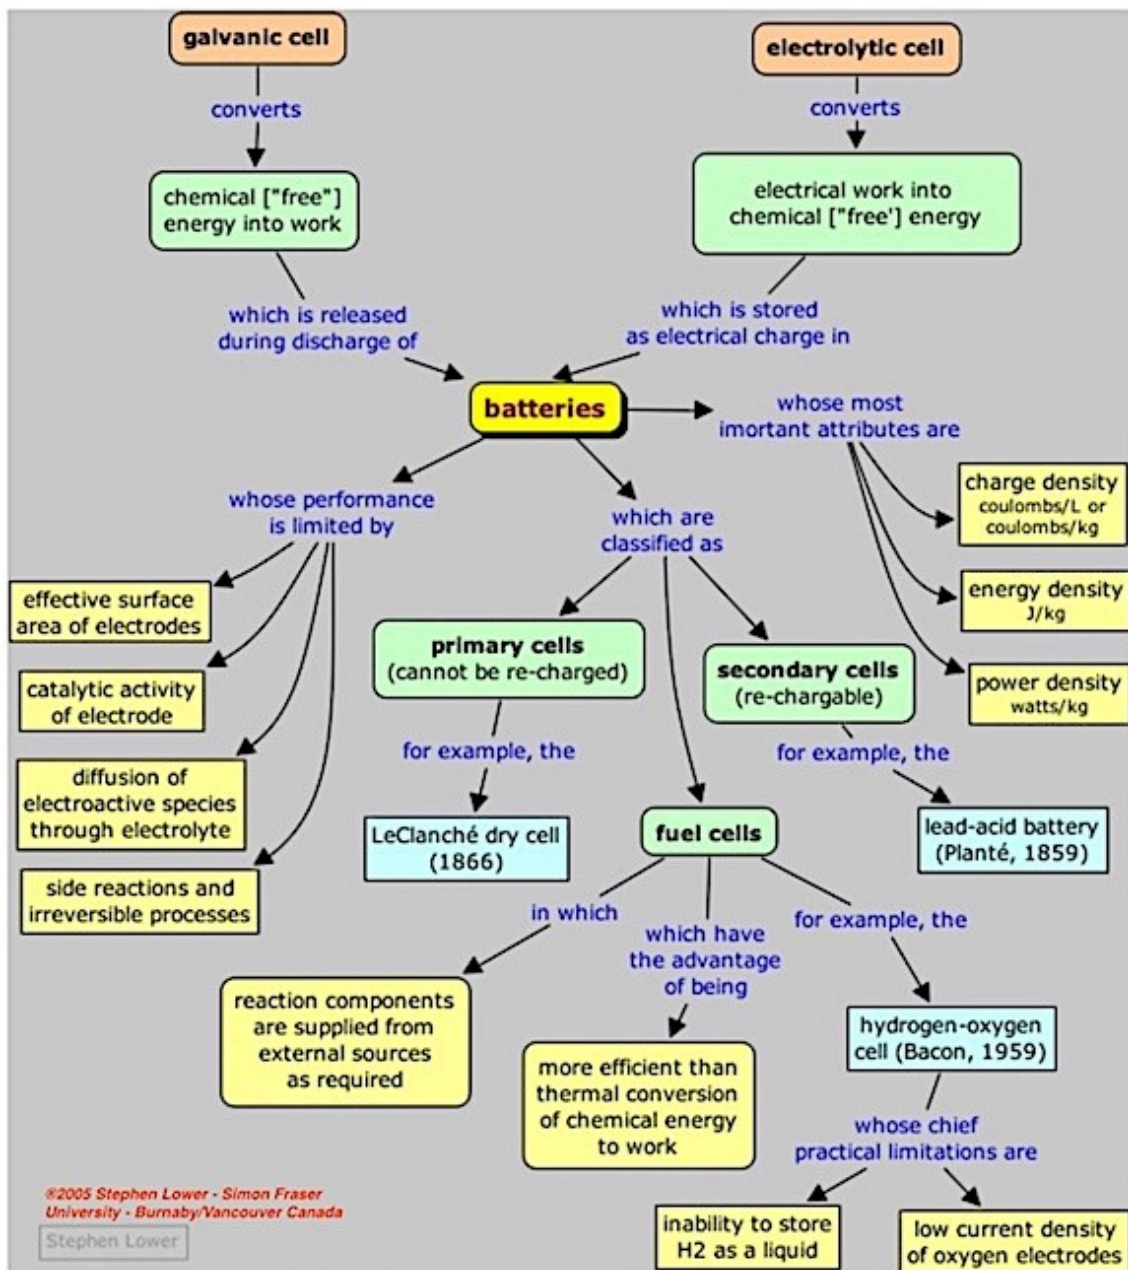 galvanic cell
electrolytic cell
converts
converts
chemical ["free"]
energy into work
electrical work into
chemical ["free'] energy
which is released
during discharge of
which is stored
as electrical charge in
batteries
whose most
imortant attributes are
charge density
coulombs/L or
coulombs/kg
energy density
J/kg
power density
watts/kg
whose performance
is limited by
effective surface
area of electrodes
catalytic activity
of electrode
diffusion of
electroactive species
through electrolyte
side reactions and
irreversible processes
which are
classified as
primary cells
(cannot be re-charged)
for example, the
LeClanché dry cell
(1866)
secondary cells
(re-chargable)
for example, the
lead-acid battery
(Planté, 1859)
fuel cells
in which
reaction components
are supplied from
external sources
as required
which have
the advantage
of being
more efficient than
thermal conversion
of chemical energy
to work
for example, the
hydrogen-oxygen
cell (Bacon, 1959)
whose chief
practical limitations are
inability to store
H2 as a liquid
low current density
of oxygen electrodes
©2005 Stephen Lower - Simon Fraser
University - Burnaby/Vancouver Canada
Stephen Lower